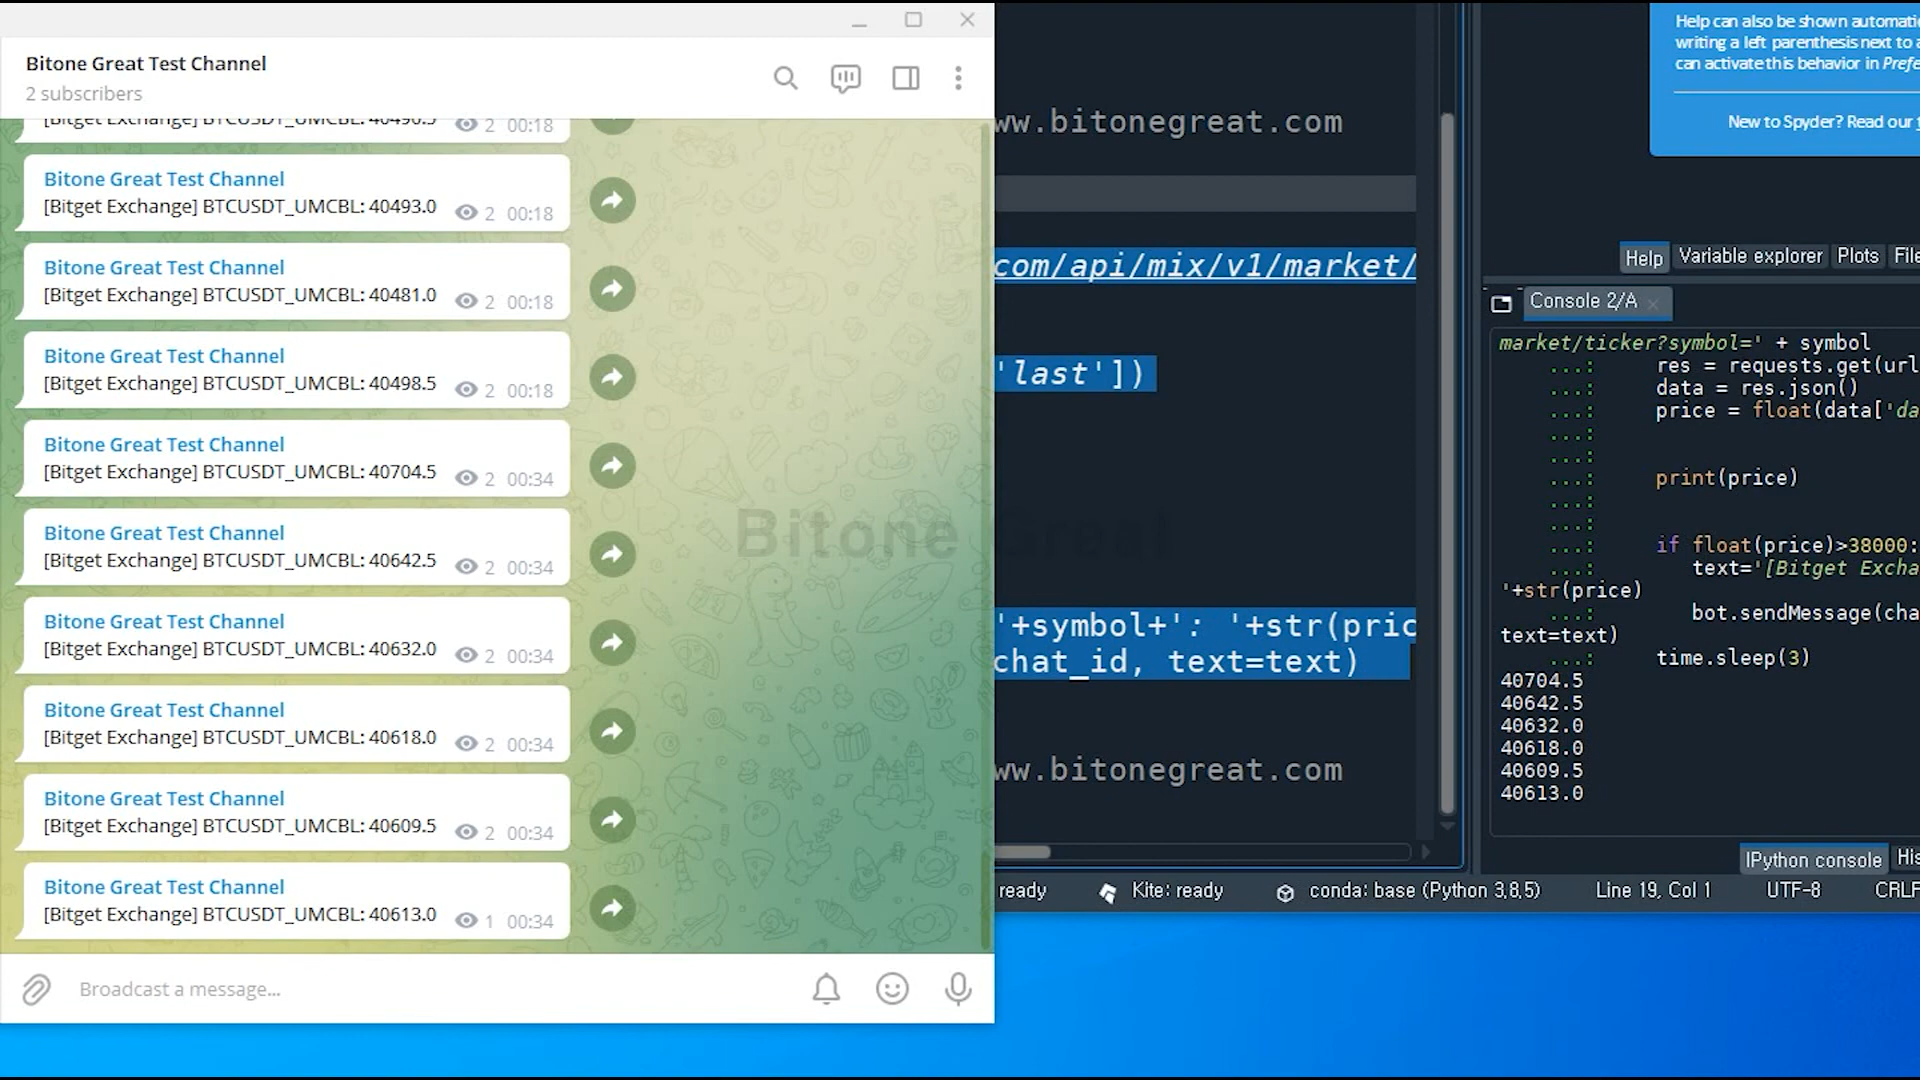 Bitone Great Test Channel
2 subscribers
[Bitget Exchange] BTCUSDT_UMCBL: 40490.5 2 00:18
Bitone Great Test Channel
[Bitget Exchange] BTCUSDT_UMCBL: 40493.0 2 00:18
Bitone Great Test Channel
[Bitget Exchange] BTCUSDT_UMCBL: 40481.0 2 00:18
Bitone Great Test Channel
[Bitget Exchange] BTCUSDT_UMCBL: 40498.5 2 00:18
Bitone Great Test Channel
[Bitget Exchange] BTCUSDT_UMCBL: 40704.5 2 00:34
Bitone Great Test Channel
[Bitget Exchange] BTCUSDT_UMCBL: 40642.5 2 00:34
Bitone Great Test Channel
[Bitget Exchange] BTCUSDT_UMCBL: 40632.0 2 00:34
Bitone Great Test Channel
[Bitget Exchange] BTCUSDT_UMCBL: 40618.0 2 00:34
Bitone Great Test Channel
[Bitget Exchange] BTCUSDT_UMCBL: 40609.5 2 00:34
Bitone Great Test Channel
[Bitget Exchange] BTCUSDT_UMCBL: 40613.0 1 00:34
Broadcast a message...
Bitone Great
ww.bitonegreat.com
com/api/mix/v1/market/
'last'])
'+symbol+': '+str(pric
chat_id, text=text)
ww.bitonegreat.com
Help can also be shown automati
writing a left parenthesis next to a
can activate this behavior in Prefe
New to Spyder? Read our t
Help Variable explorer Plots File
Console 2/A
market/ticker?symbol=' + symbol
...: res = requests.get(url
...: data = res.json()
...: price = float(data['da
...:
...:
...: print(price)
...:
...:
...: if float(price)>38000:
...: text='[Bitget Excha
'+str(price)
...: bot.sendMessage(cha
text=text)
...: time.sleep(3)
40704.5
40642.5
40632.0
40618.0
40609.5
40613.0
IPython console His
ready Kite: ready conda: base (Python 3.8.5) Line 19, Col 1 UTF-8 CRLF